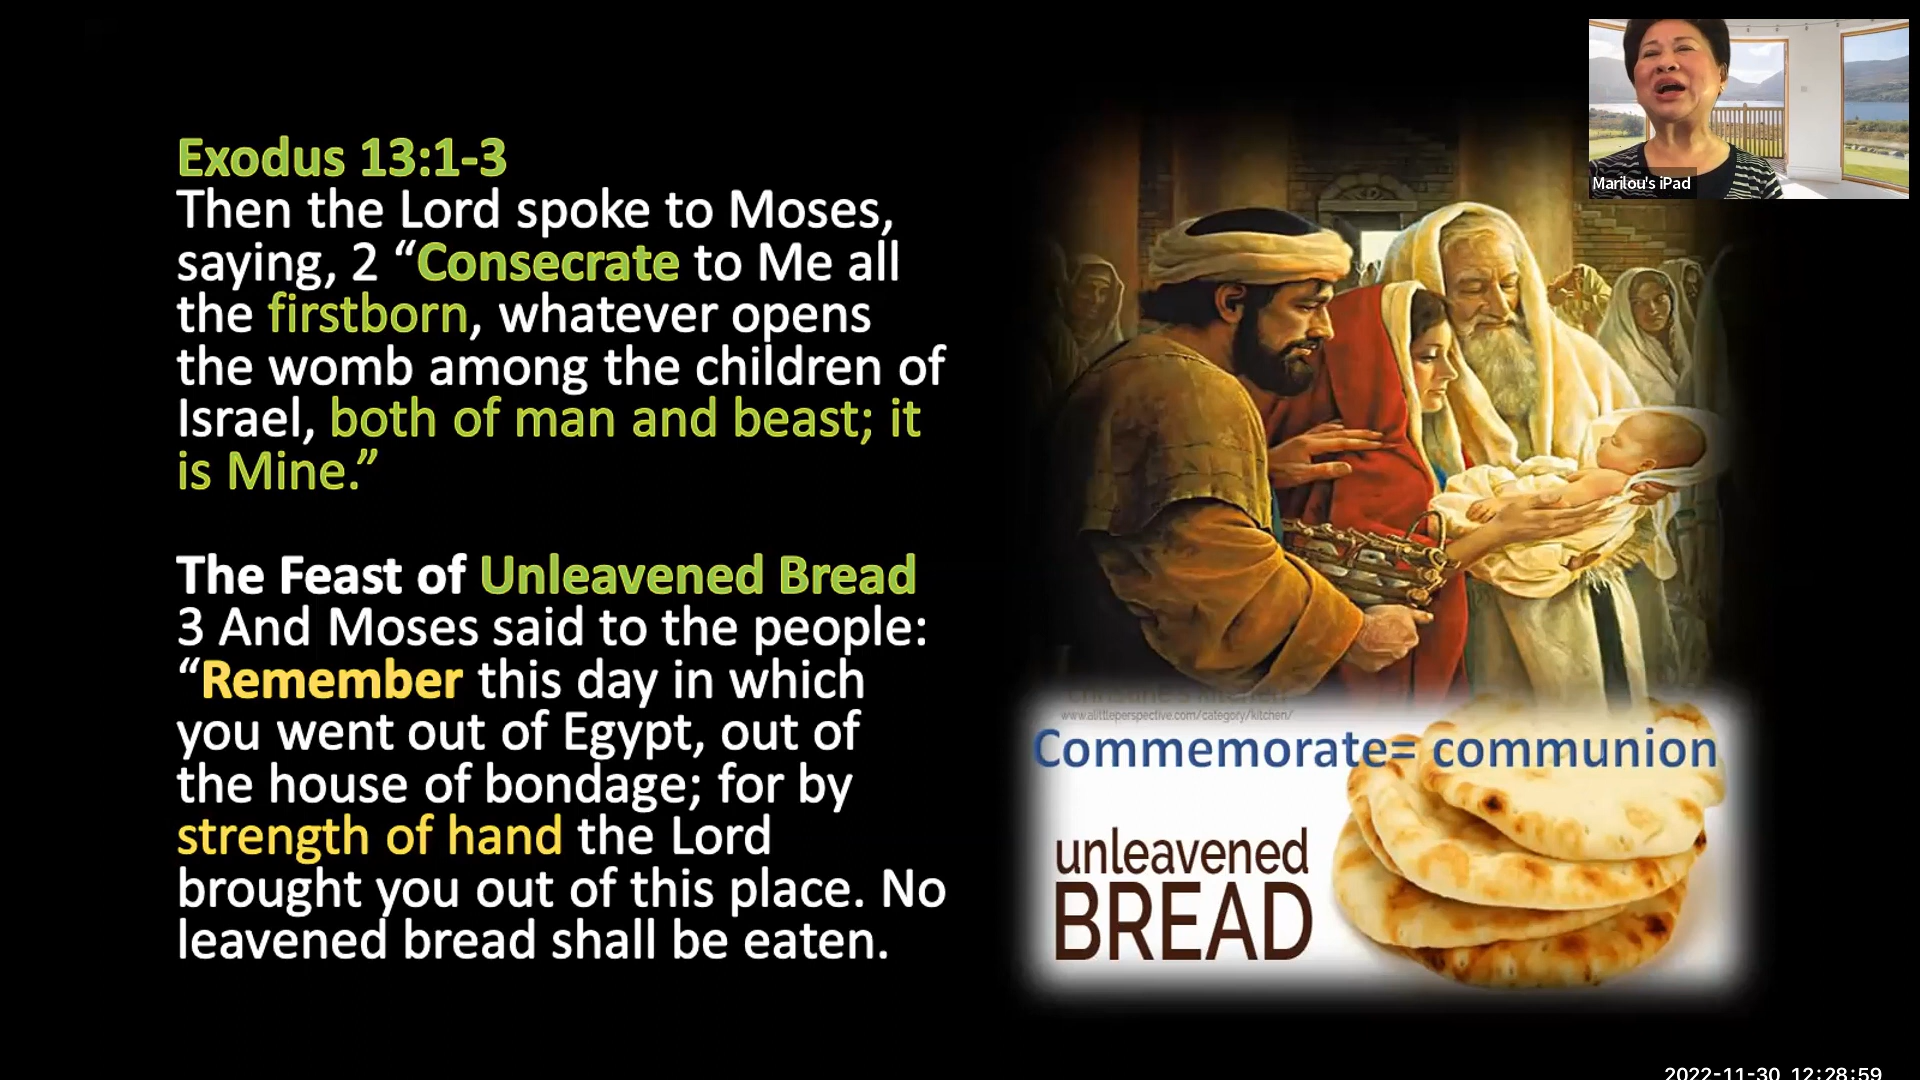 Exodus 13:1-3
Then the Lord spoke to Moses,
saying, 2 “Consecrate to Me all
the firstborn, whatever opens
the womb among the children of
Israel, both of man and beast; it
is Mine.”
The Feast of Unleavened Bread
3 And Moses said to the people:
“Remember this day in which
you went out of Egypt, out of
the house of bondage; for by
strength of hand the Lord
brought you out of this place. No
leavened bread shall be eaten.
Marilou's iPad
www.alittleperspective.com/category/kitchen/
Commemorate= communion
unleavened
BREAD
2022-11-30 12:28:59